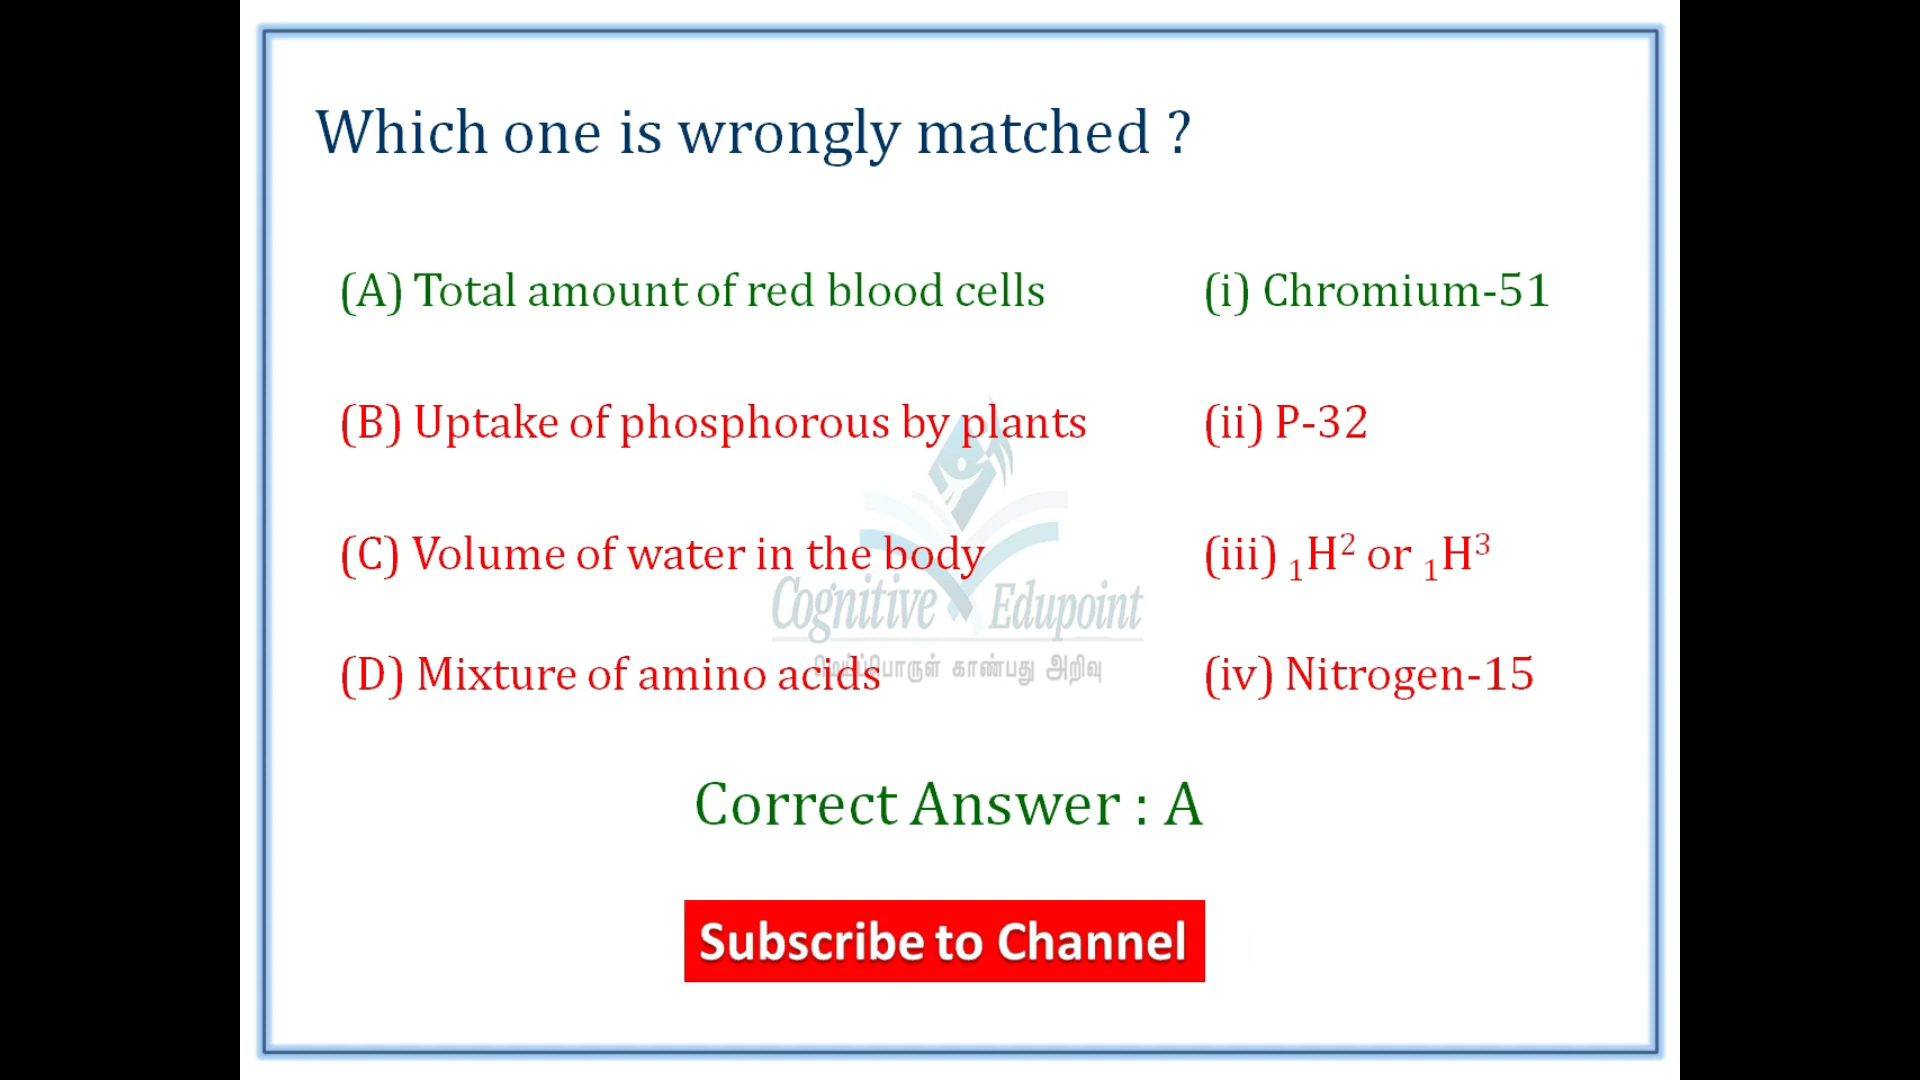 Which one is wrongly matched ?
(A) Total amount of red blood cells (i) Chromium-51
(B) Uptake of phosphorous by plants (ii) P-32
(C) Volume of water in the body (iii) ₁H² or ₁H³
(D) Mixture of amino acids (iv) Nitrogen-15
Cognitive Edupoint
காண்பது அறிவு
Correct Answer : A
Subscribe to Channel